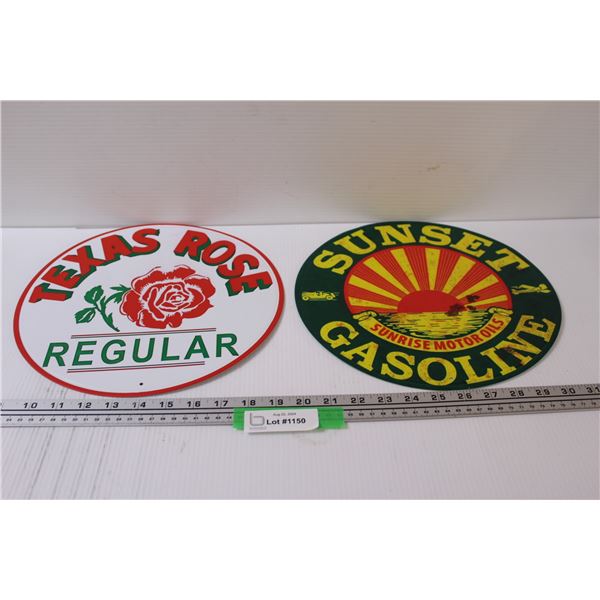 TEXAS ROSE
REGULAR
SUNSET
SUNRISE MOTOR OILS
GASOLINE
10 11 12 13 14 15 16 17 18 19 20 21 22 23 24 25 26 27 28 29 30 31
Lot #1150